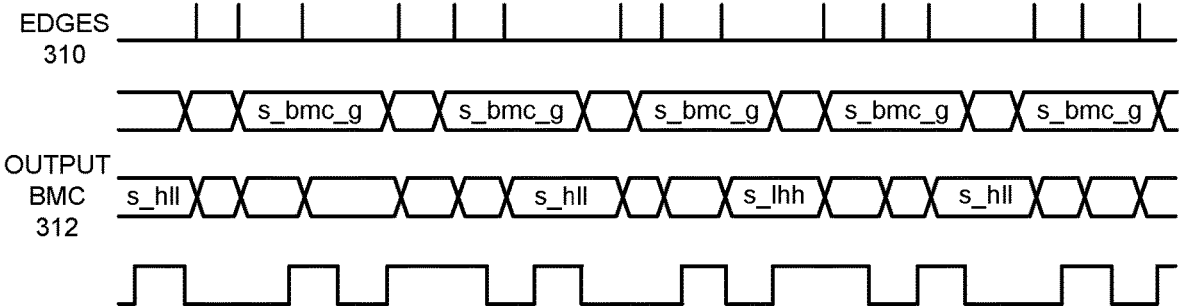 EDGES
310
s_bmc_g s_bmc_g s_bmc_g s_bmc_g s_bmc_g
OUTPUT
BMC
312
s_hll s_hll s_lhh s_hll